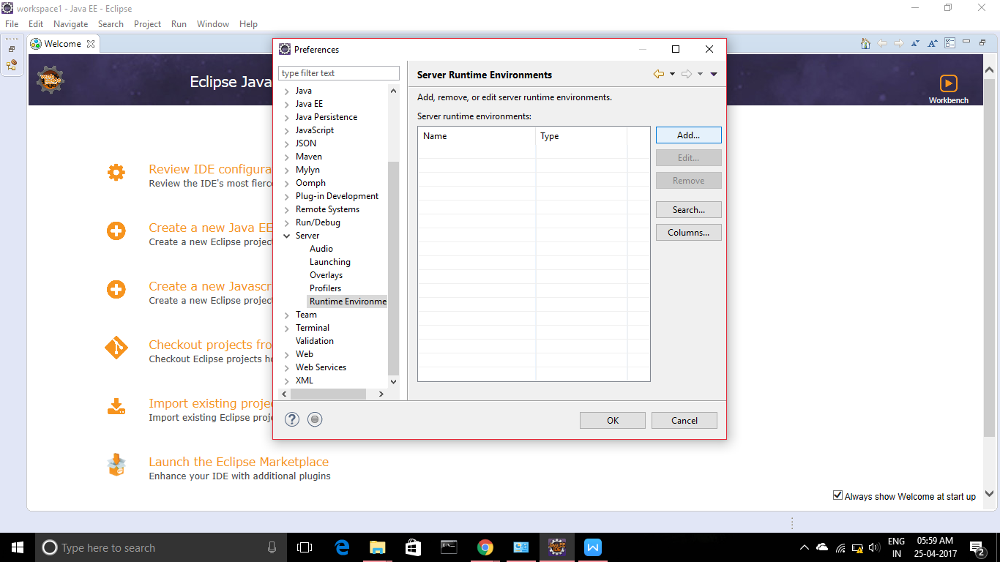 workspace1 - Java EE - Eclipse
File Edit Navigate Search Project Run Window Help
Welcome
Eclipse Java
Workbench
Review IDE configura
Review the IDE's most fierc
Create a new Java EE
Create a new Eclipse projec
Create a new Javascr
Create a new Eclipse projec
Checkout projects fro
Checkout Eclipse projects ho
Import existing projec
Import existing Eclipse proje
Launch the Eclipse Marketplace
Enhance your IDE with additional plugins
Always show Welcome at start up
Preferences
type filter text
Java
Java EE
Java Persistence
JavaScript
JSON
Maven
Mylyn
Oomph
Plug-in Development
Remote Systems
Run/Debug
Server
Audio
Launching
Overlays
Profilers
Runtime Environme
Team
Terminal
Validation
Web
Web Services
XML
Server Runtime Environments
Add, remove, or edit server runtime environments.
Server runtime environments:
Name Type
Add...
Edit...
Remove
Search...
Columns...
OK Cancel
Type here to search
ENG
IN
05:59 AM
25-04-2017
2